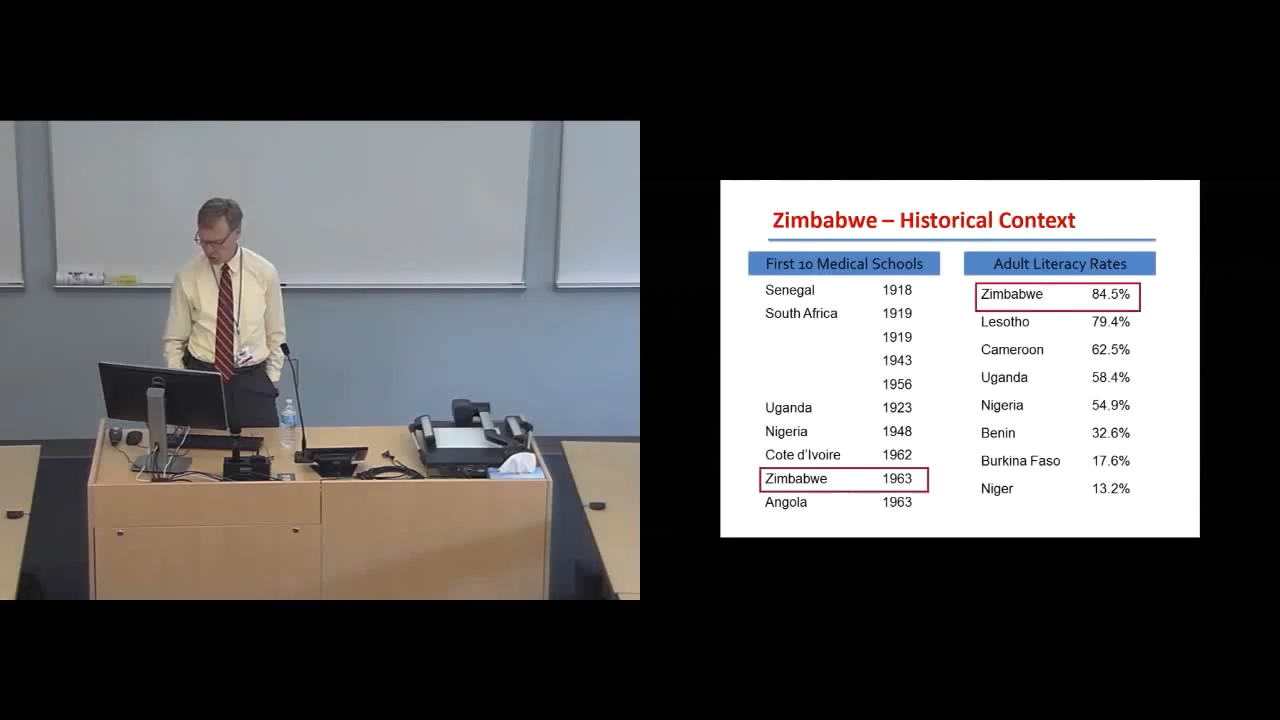 Zimbabwe – Historical Context
First 10 Medical Schools
Senegal 1918
South Africa 1919
1919
1943
1956
Uganda 1923
Nigeria 1948
Cote d'Ivoire 1962
Zimbabwe 1963
Angola 1963
Adult Literacy Rates
Zimbabwe 84.5%
Lesotho 79.4%
Cameroon 62.5%
Uganda 58.4%
Nigeria 54.9%
Benin 32.6%
Burkina Faso 17.6%
Niger 13.2%